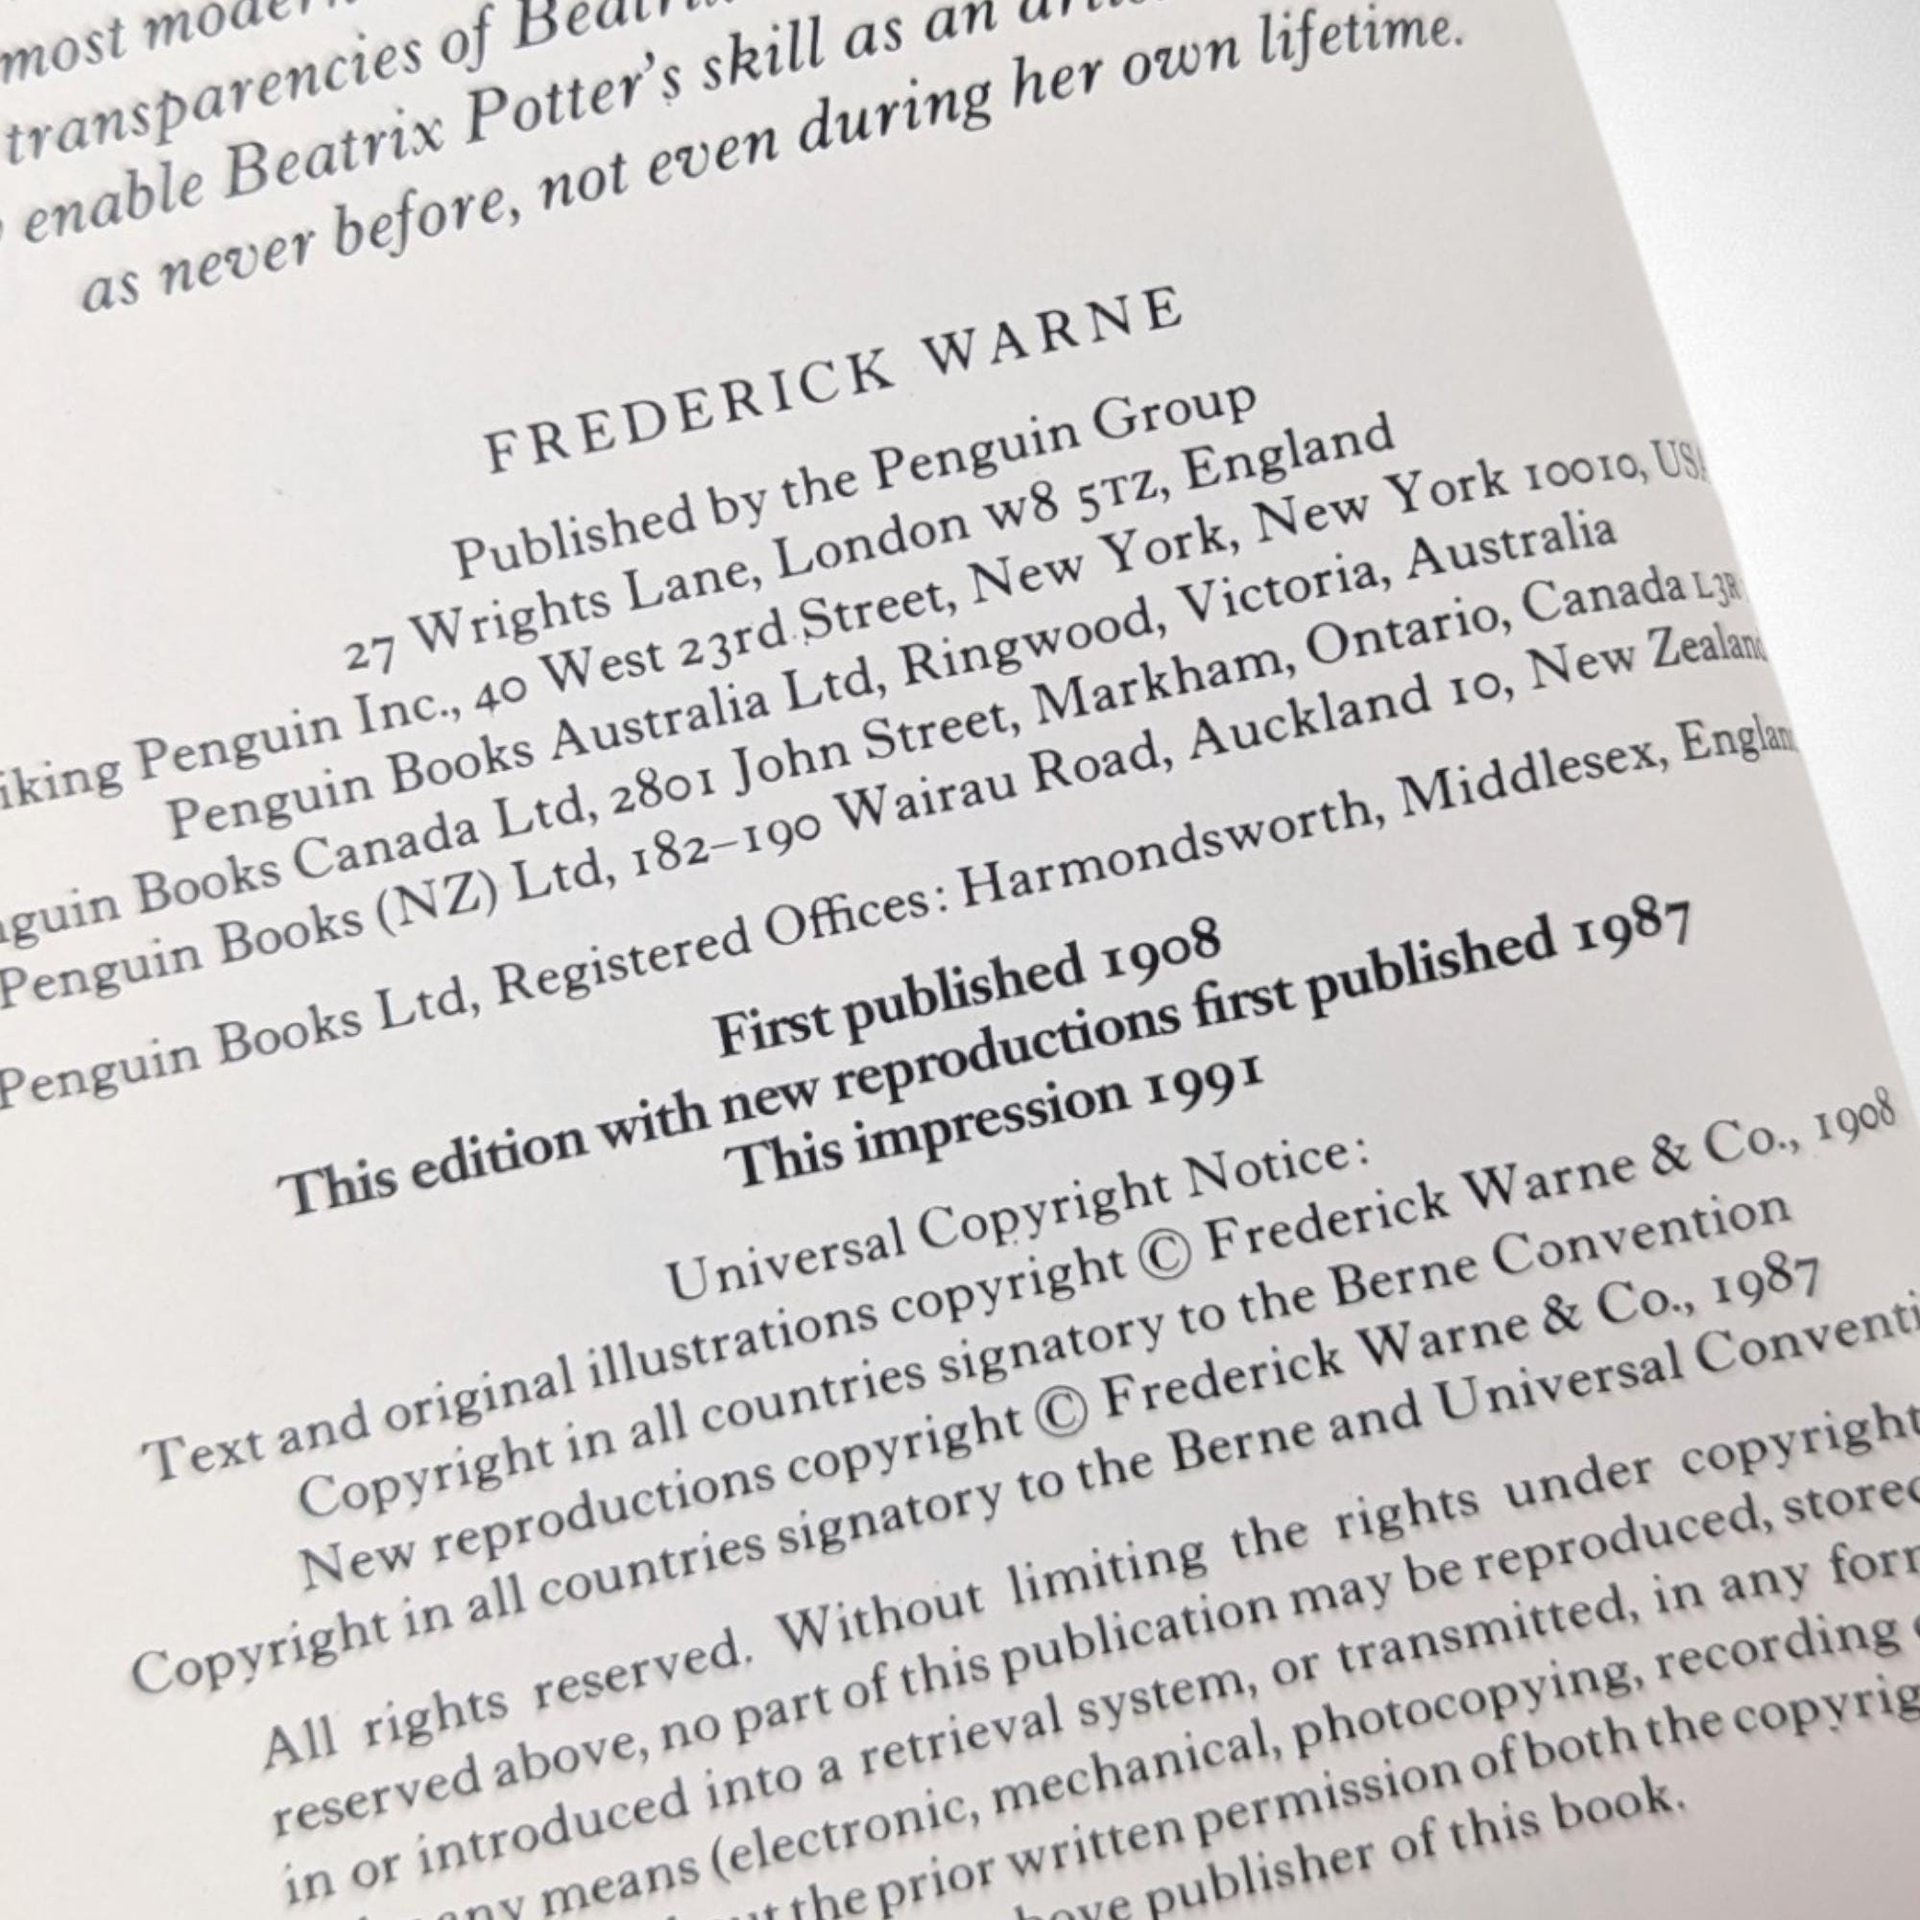 most
transparencies of
enable Beatrix Potter's skill as an
as never before, not even during her own lifetime.
FREDERICK WARNE
Published by the Penguin Group
27 Wrights Lane, London W8 5TZ, England
iking Penguin Inc., 40 West 23rd Street, New York, New York 10010, USA
Penguin Books Australia Ltd, Ringwood, Victoria, Australia
nguin Books Canada Ltd, 2801 John Street, Markham, Ontario, Canada L3R
Penguin Books (NZ) Ltd, 182–190 Wairau Road, Auckland 10, New Zealand
Penguin Books Ltd, Registered Offices: Harmondsworth, Middlesex, England
First published 1908
This edition with new reproductions first published 1987
This impression 1991
Universal Copyright Notice:
Text and original illustrations copyright © Frederick Warne & Co., 1908
Copyright in all countries signatory to the Berne Convention
New reproductions copyright © Frederick Warne & Co., 1987
Copyright in all countries signatory to the Berne and Universal Conventi
All rights reserved. Without limiting the rights under copyright
reserved above, no part of this publication may be reproduced, stored
in or introduced into a retrieval system, or transmitted, in any for
any means (electronic, mechanical, photocopying, recording
the prior written permission of both the copyrig
publisher of this book.